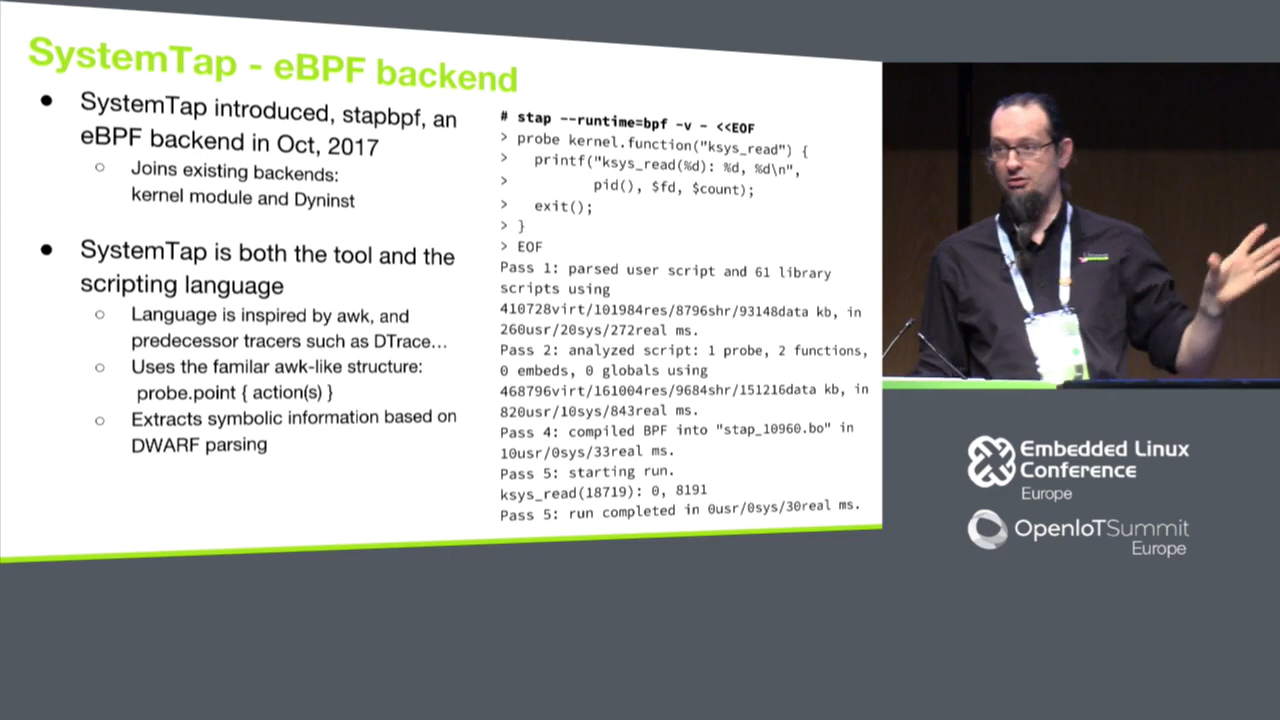 SystemTap - eBPF backend
● SystemTap introduced, stapbpf, an
eBPF backend in Oct, 2017
○ Joins existing backends:
kernel module and Dyninst
● SystemTap is both the tool and the
scripting language
○ Language is inspired by awk, and
predecessor tracers such as DTrace...
○ Uses the familar awk-like structure:
probe.point { action(s) }
○ Extracts symbolic information based on
DWARF parsing
# stap --runtime=bpf -v - <<EOF
> probe kernel.function("ksys_read") {
> printf("ksys_read(%d): %d, %d\n",
> pid(), $fd, $count);
> exit();
> }
> EOF
Pass 1: parsed user script and 61 library
scripts using
410728virt/101984res/8796shr/93148data kb, in
260usr/20sys/272real ms.
Pass 2: analyzed script: 1 probe, 2 functions,
0 embeds, 0 globals using
468796virt/161004res/9684shr/151216data kb, in
820usr/10sys/843real ms.
Pass 4: compiled BPF into "stap_10960.bo" in
10usr/0sys/33real ms.
Pass 5: starting run.
ksys_read(18719): 0, 8191
Pass 5: run completed in 0usr/0sys/30real ms.
Embedded Linux
Conference
Europe
OpenIoTSummit
Europe